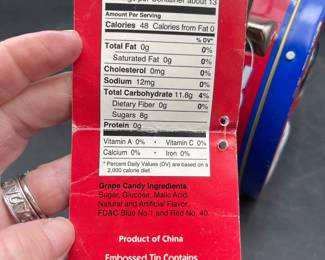 per Container about 13
Amount Per Serving
Calories 48 Calories from Fat 0
% DV*
Total Fat 0g 0%
Saturated Fat 0g 0%
Cholesterol 0mg 0%
Sodium 12mg 0%
Total Carbohydrate 11.8g 4%
Dietary Fiber 0g 0%
Sugars 8g
Protein 0g
Vitamin A 0% • Vitamin C 0%
Calcium 0% • Iron 0%
* Percent Daily Values (DV) are based on a
2,000 calorie diet.
Grape Candy Ingredients:
Sugar, Glucose, Malic Acid,
Natural and Artificial Flavor,
FD&C Blue No.1 and Red No. 40.
Product of China
Embossed Tin Contains